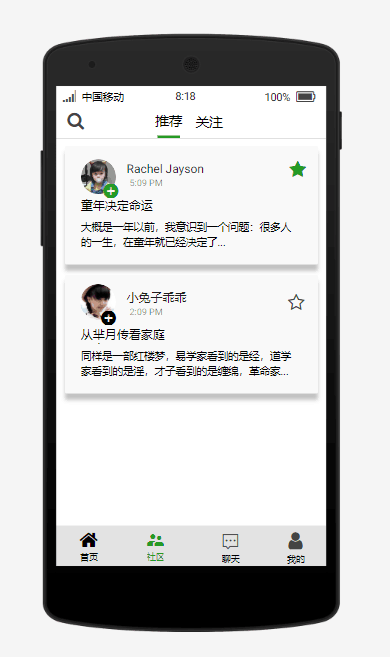 中国移动 8:18 100%
推荐 关注
Rachel Jayson
5:09 PM
童年决定命运
大概是一年以前，我意识到一个问题：很多人
的一生，在童年就已经决定了...
小兔子乖乖
2:09 PM
从芈月传看家庭
同样是一部红楼梦，易学家看到的是经，道学
家看到的是淫，才子看到的是缠绵，革命家...
首页 社区 聊天 我的